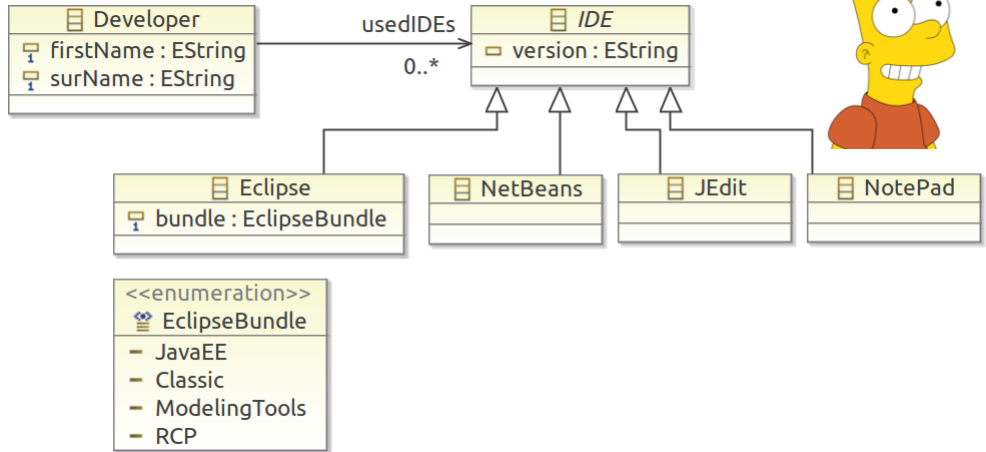 Developer
firstName : EString
surName : EString
usedIDEs
0..*
IDE
version : EString
Eclipse
bundle : EclipseBundle
NetBeans
JEdit
NotePad
<<enumeration>>
EclipseBundle
JavaEE
Classic
ModelingTools
RCP